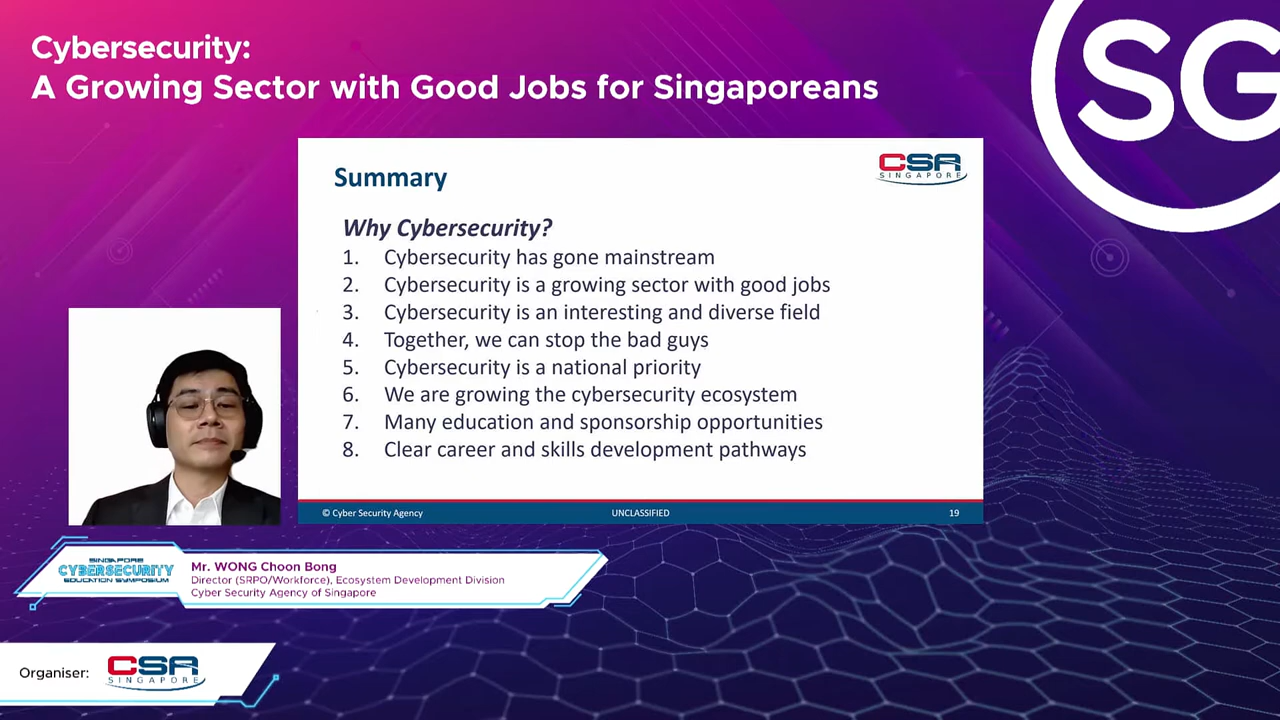 Cybersecurity:
A Growing Sector with Good Jobs for Singaporeans
SG
CSA
SINGAPORE
Summary
Why Cybersecurity?
1. Cybersecurity has gone mainstream
2. Cybersecurity is a growing sector with good jobs
3. Cybersecurity is an interesting and diverse field
4. Together, we can stop the bad guys
5. Cybersecurity is a national priority
6. We are growing the cybersecurity ecosystem
7. Many education and sponsorship opportunities
8. Clear career and skills development pathways
© Cyber Security Agency UNCLASSIFIED 19
SINGAPORE
CYBERSECURITY
EDUCATION SYMPOSIUM
Mr. WONG Choon Bong
Director (SRPO/Workforce), Ecosystem Development Division
Cyber Security Agency of Singapore
Organiser: CSA
SINGAPORE